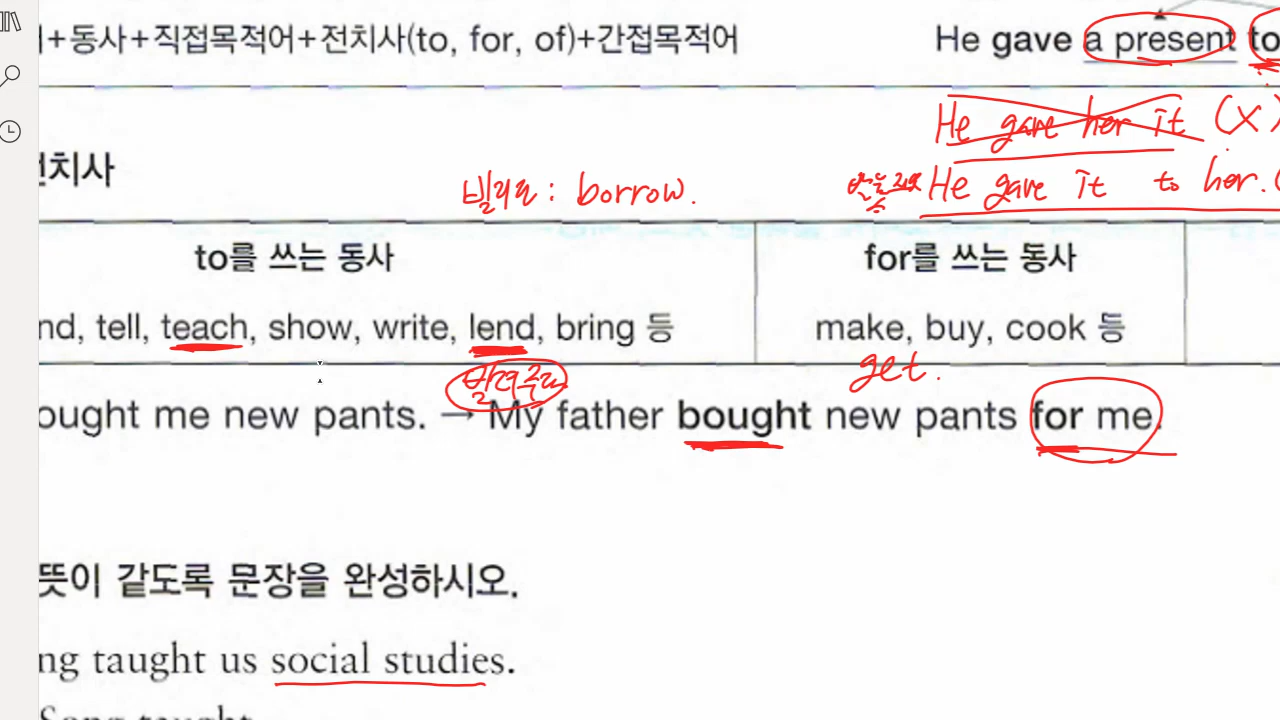 +동사+직접목적어+전치사(to, for, of)+간접목적어
He gave a present to
He gave her it (X)
전치사
빌리다: borrow.
He gave it to her.
to를 쓰는 동사
for를 쓰는 동사
nd, tell, teach, show, write, lend, bring 등
make, buy, cook 등
빌려주다
get.
ought me new pants. → My father bought new pants for me.
뜻이 같도록 문장을 완성하시오.
ng taught us social studies.
Song taught